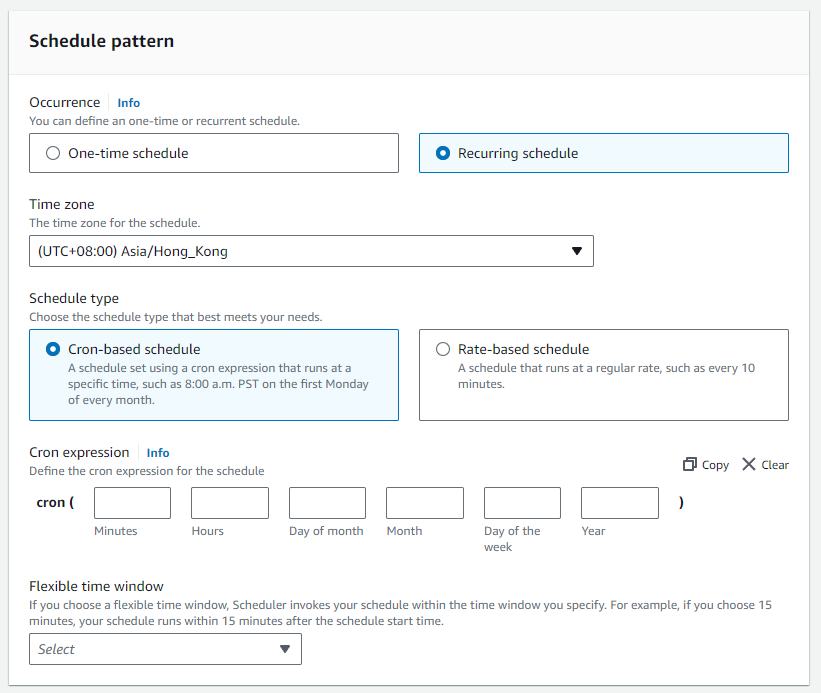 Schedule pattern
Occurrence Info
You can define an one-time or recurrent schedule.
One-time schedule
Recurring schedule
Time zone
The time zone for the schedule.
(UTC+08:00) Asia/Hong_Kong
Schedule type
Choose the schedule type that best meets your needs.
Cron-based schedule
A schedule set using a cron expression that runs at a
specific time, such as 8:00 a.m. PST on the first Monday
of every month.
Rate-based schedule
A schedule that runs at a regular rate, such as every 10
minutes.
Cron expression Info
Define the cron expression for the schedule
Copy Clear
cron ( )
Minutes Hours Day of month Month Day of the Year
week
Flexible time window
If you choose a flexible time window, Scheduler invokes your schedule within the time window you specify. For example, if you choose 15
minutes, your schedule runs within 15 minutes after the schedule start time.
Select